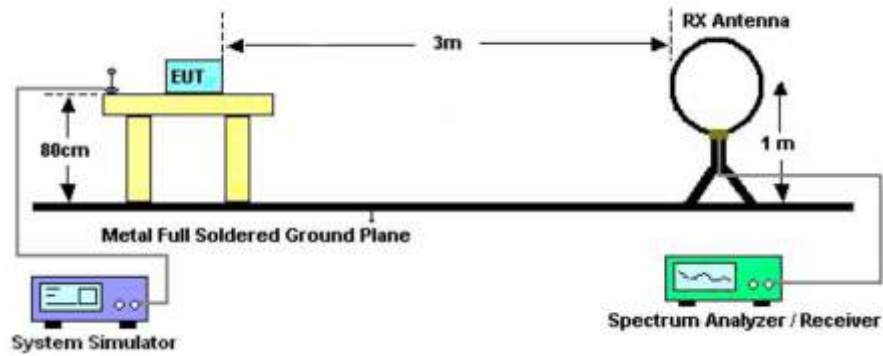 RX Antenna
3m
EUT
80cm
1 m
Metal Full Soldered Ground Plane
System Simulator
Spectrum Analyzer / Receiver